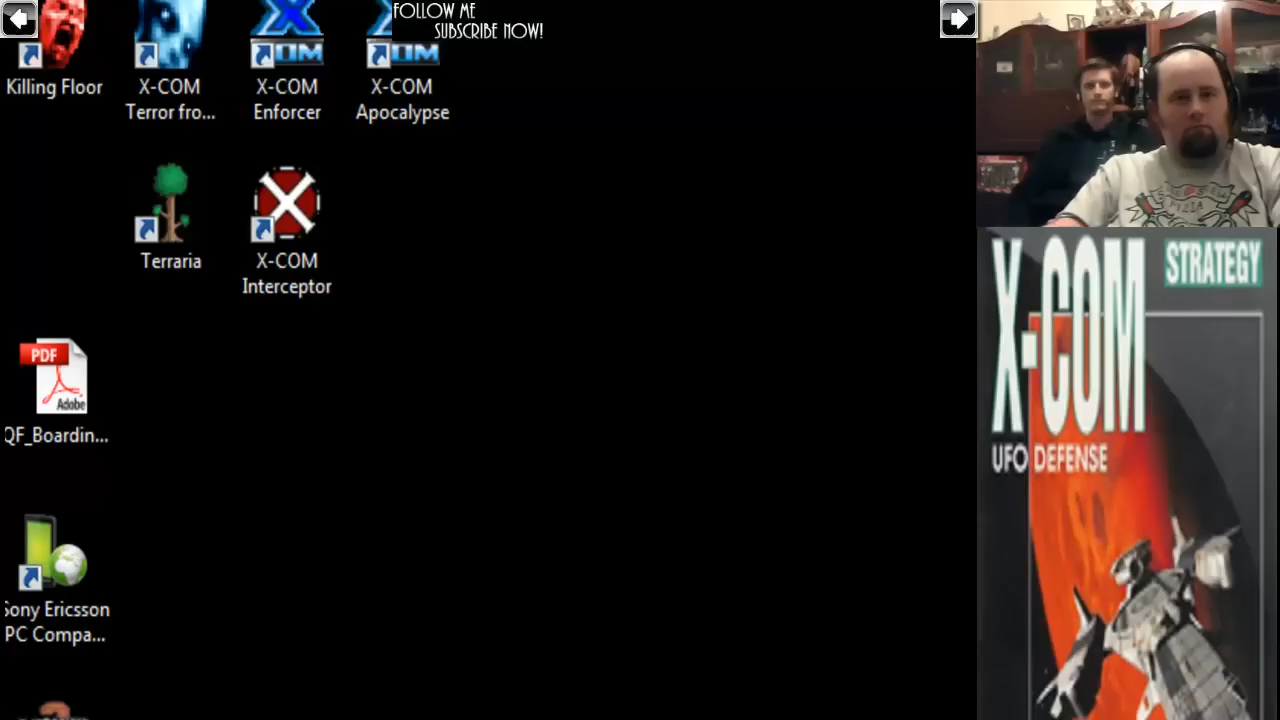 FOLLOW ME
SUBSCRIBE NOW!
Killing Floor
X-COM
Terror fro...
X-COM
Enforcer
X-COM
Apocalypse
Terraria
X-COM
Interceptor
PDF
Adobe
QF_Boardin...
Sony Ericsson
PC Compa...
X-COM
UFO DEFENSE
STRATEGY